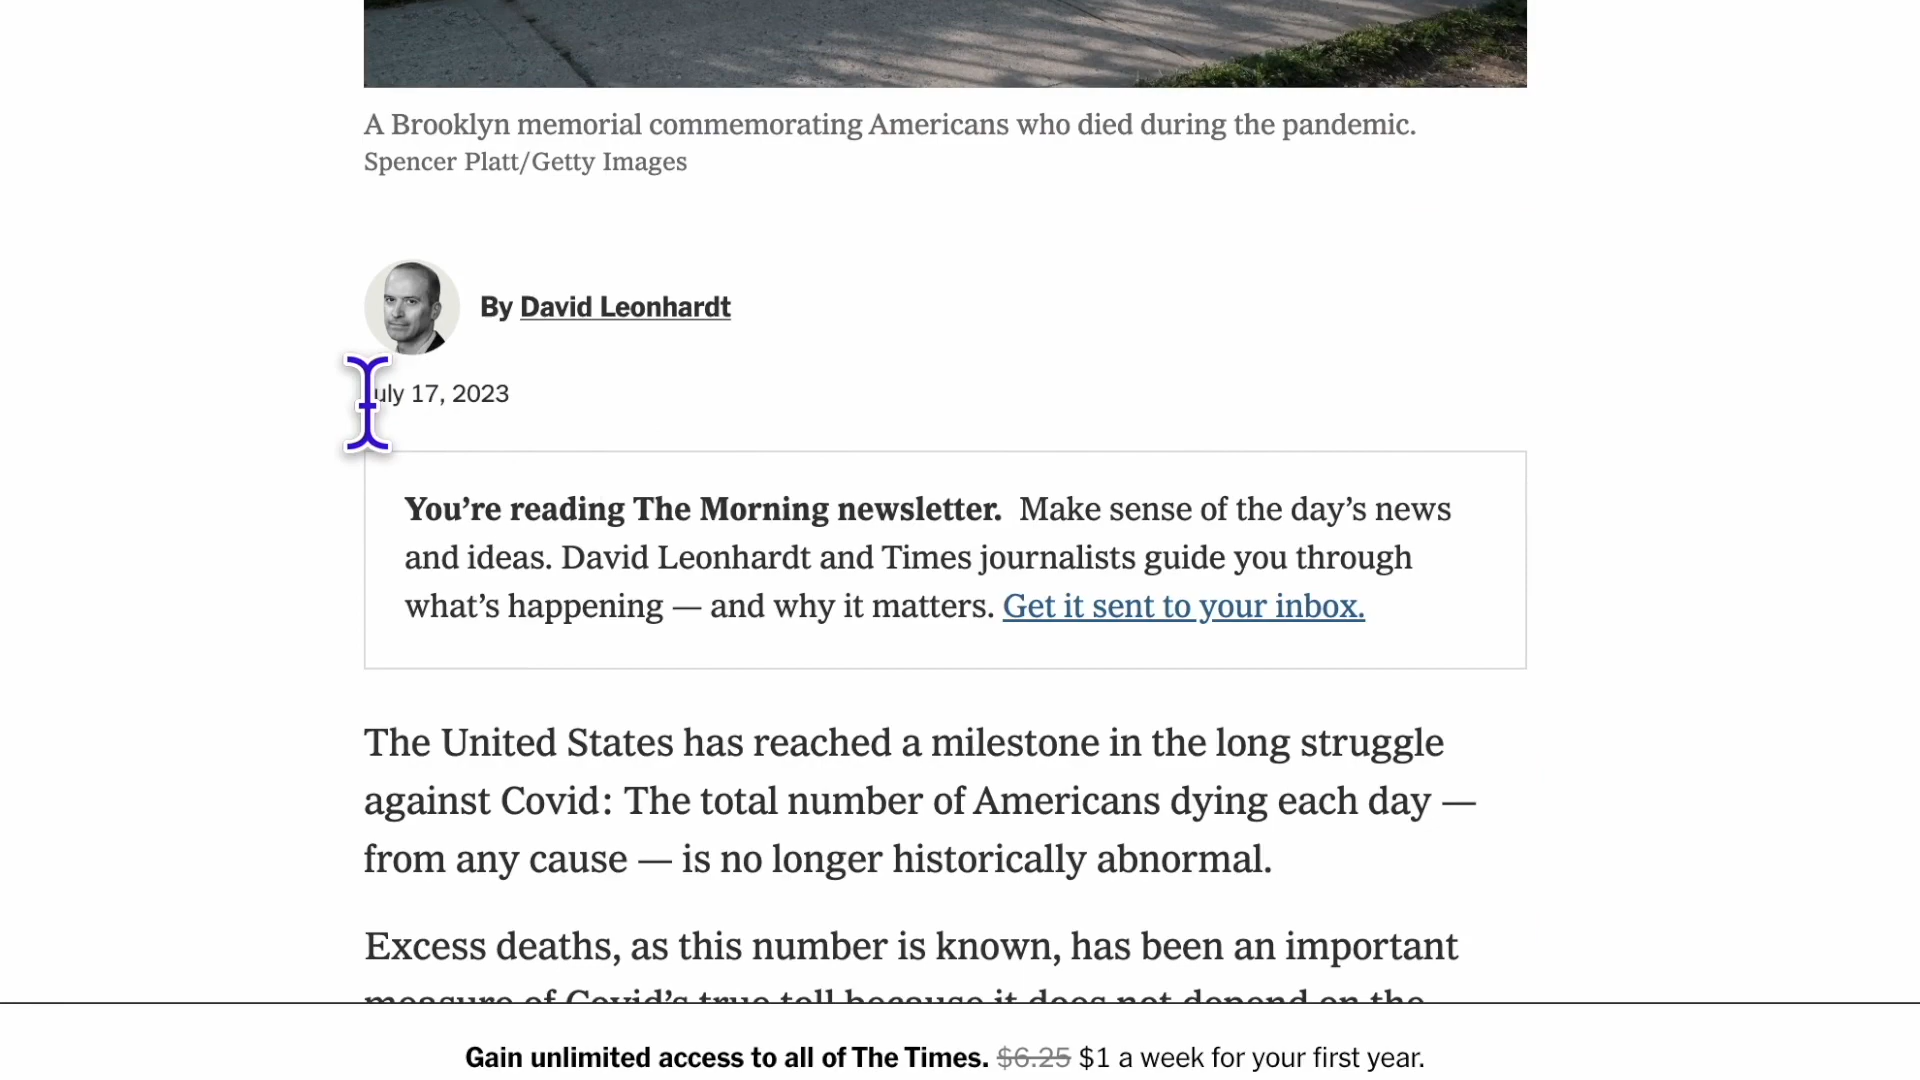 A Brooklyn memorial commemorating Americans who died during the pandemic.
Spencer Platt/Getty Images
By David Leonhardt
July 17, 2023
You’re reading The Morning newsletter. Make sense of the day’s news
and ideas. David Leonhardt and Times journalists guide you through
what’s happening — and why it matters. Get it sent to your inbox.
The United States has reached a milestone in the long struggle
against Covid: The total number of Americans dying each day —
from any cause — is no longer historically abnormal.
Excess deaths, as this number is known, has been an important
measure of Covid’s true toll because it does not depend on the
Gain unlimited access to all of The Times. $6.25 $1 a week for your first year.